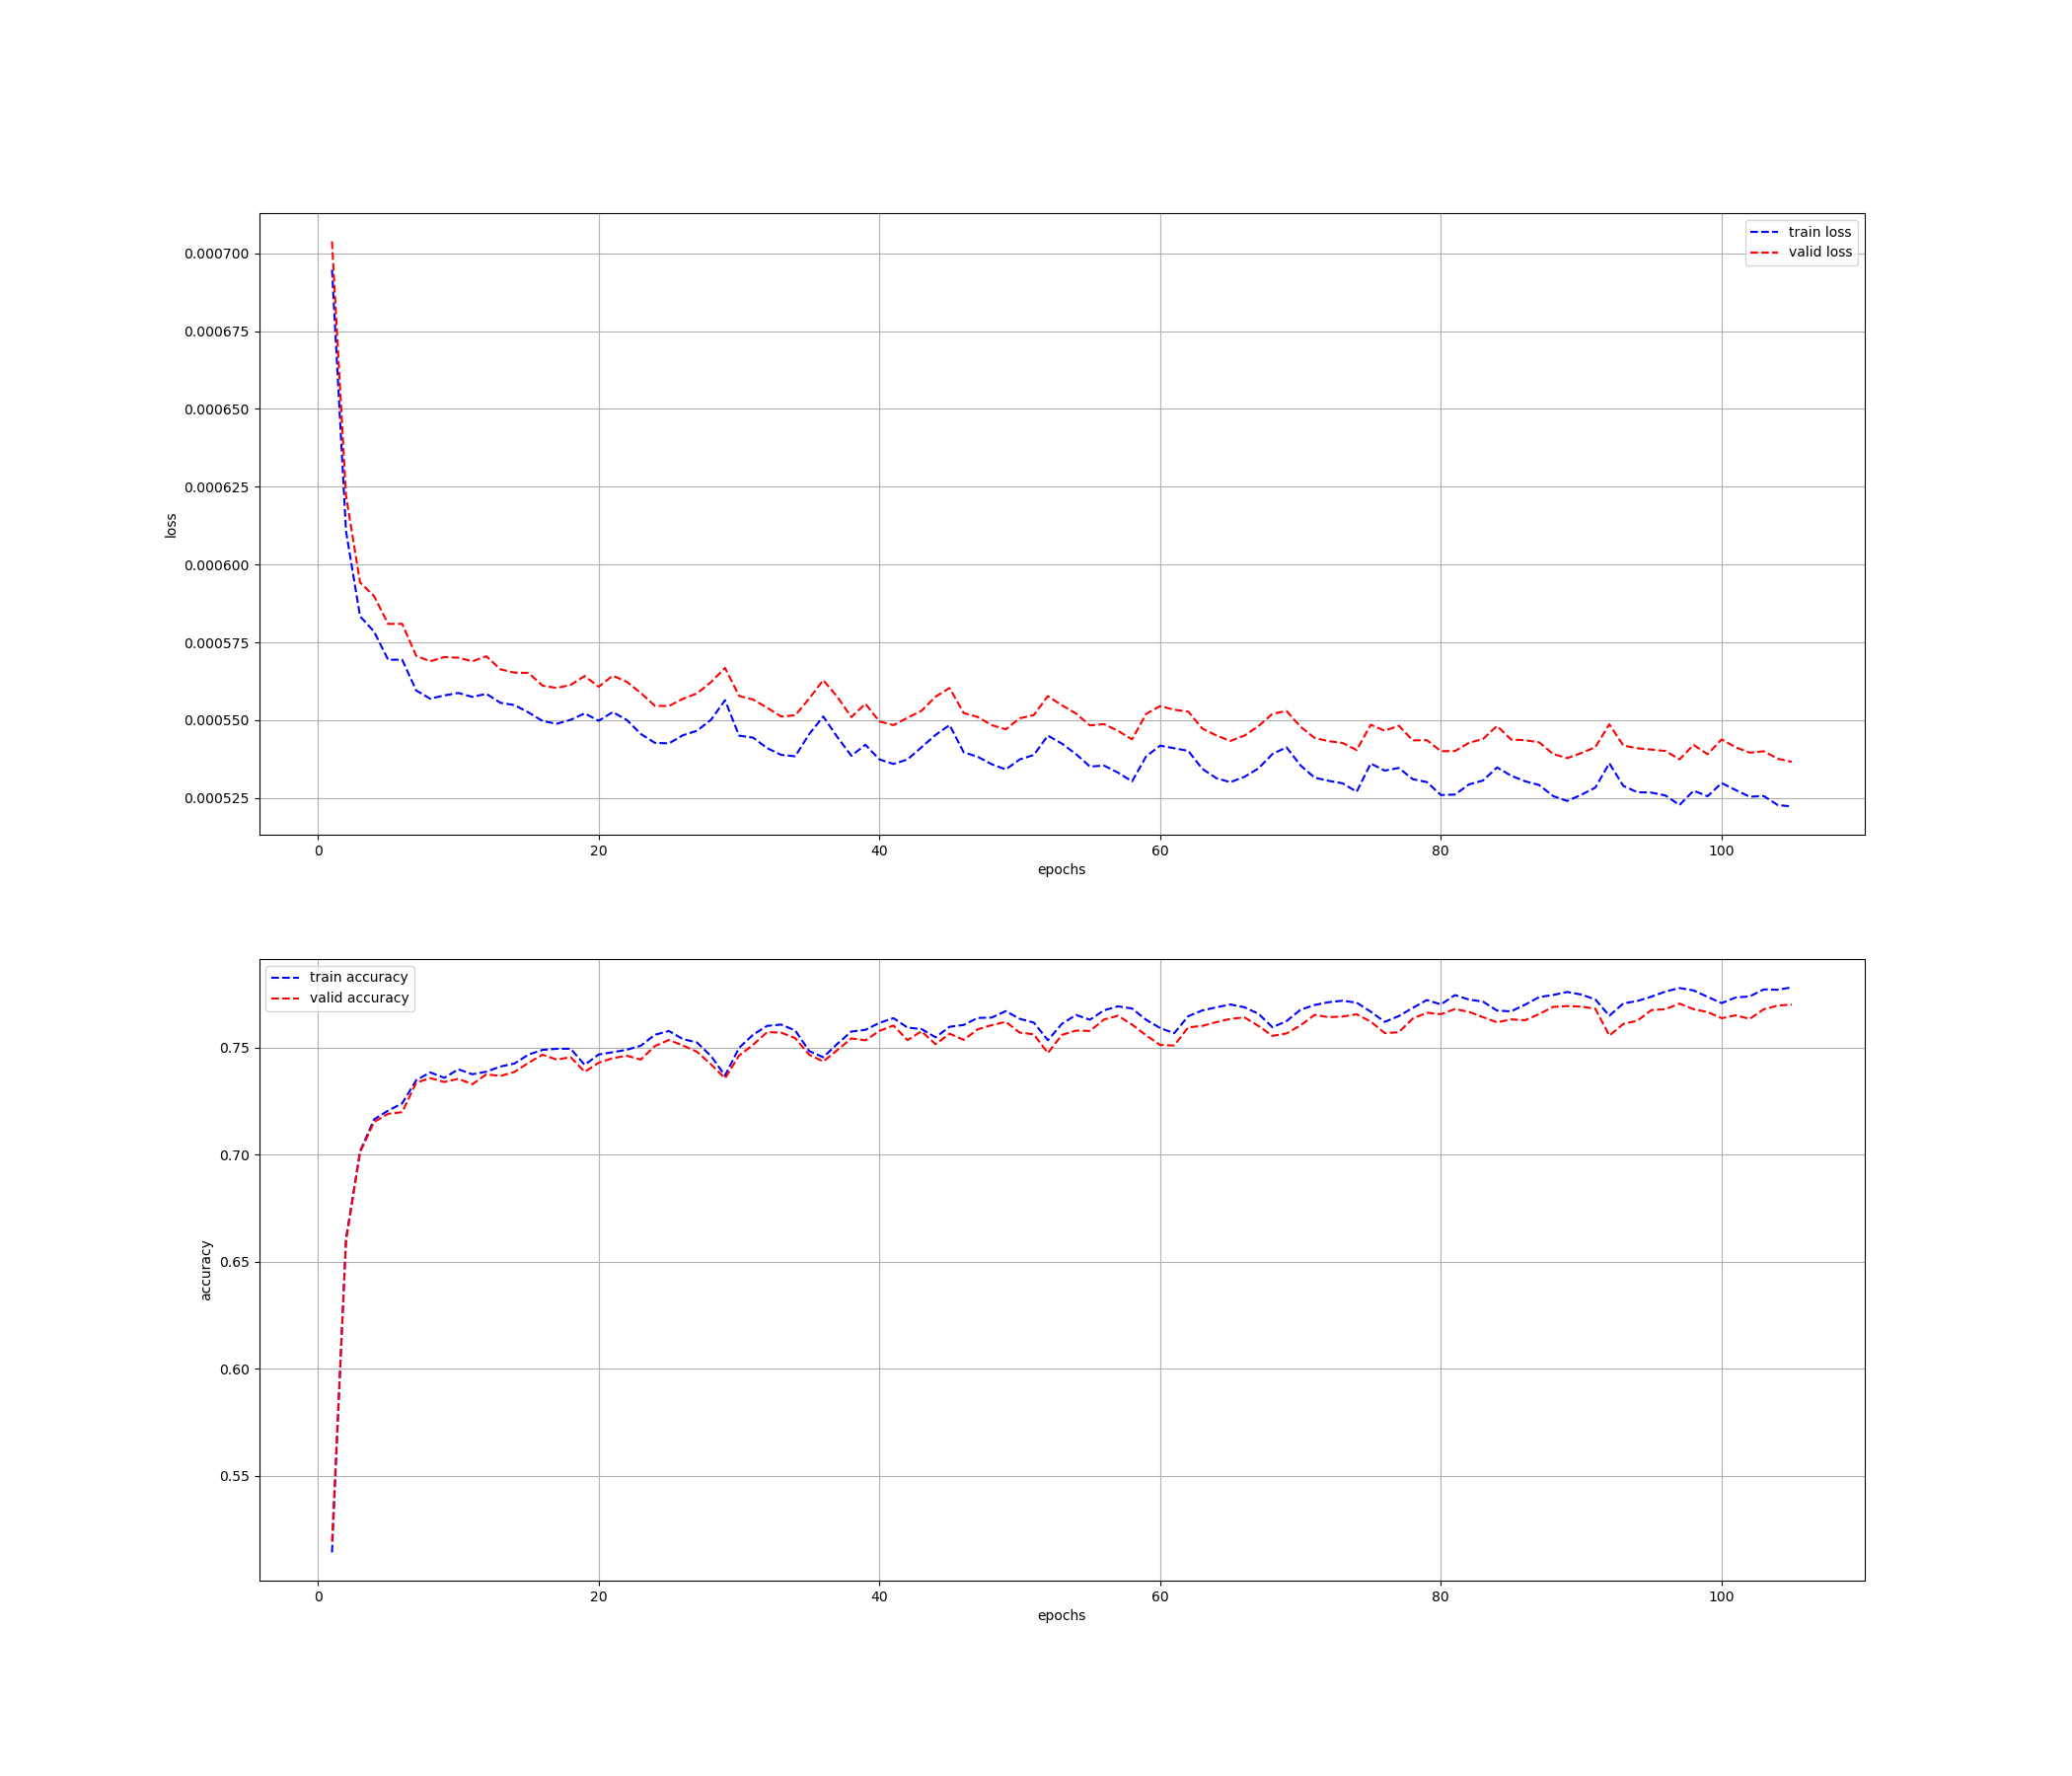 train loss
valid loss
0.000700
0.000675
0.000650
0.000625
0.000600
0.000575
0.000550
0.000525
loss
0 20 40 60 80 100
epochs
train accuracy
valid accuracy
0.75
0.70
0.65
0.60
0.55
accuracy
0 20 40 60 80 100
epochs